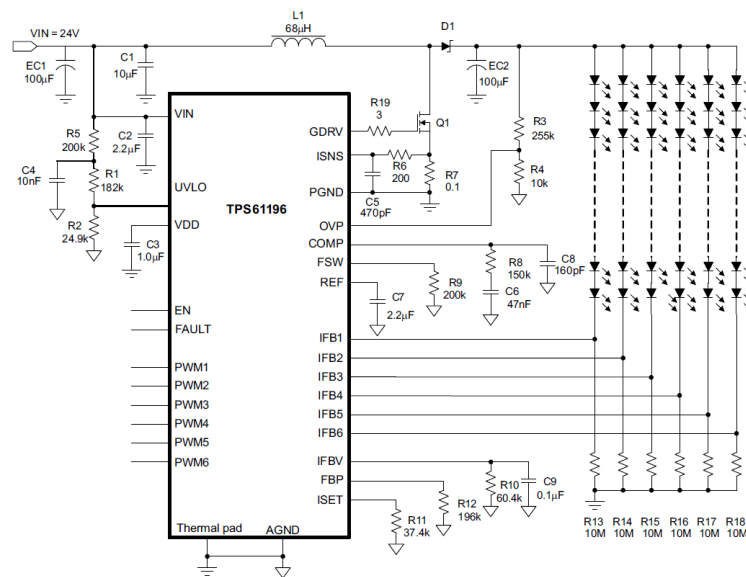 VIN = 24V
L1
68μH
D1
EC1
100μF
C1
10μF
EC2
100μF
R19
3
Q1
R3
255k
R5
200k
C2
2.2μF
VIN
GDRV
C4
10nF
R1
182k
ISNS
R6
200
R7
0.1
R4
10k
UVLO
PGND
C5
470pF
TPS61196
R2
24.9k
VDD
OVP
C3
1.0μF
COMP
FSW
REF
R8
150k
C8
160pF
R9
200k
C6
47nF
C7
2.2μF
EN
FAULT
IFB1
IFB2
PWM1
IFB3
PWM2
IFB4
PWM3
IFB5
PWM4
IFB6
PWM5
PWM6
IFBV
FBP
ISET
R10
60.4k
C9
0.1μF
R12
196k
R11
37.4k
Thermal pad
AGND
R13 R14 R15 R16 R17 R18
10M 10M 10M 10M 10M 10M